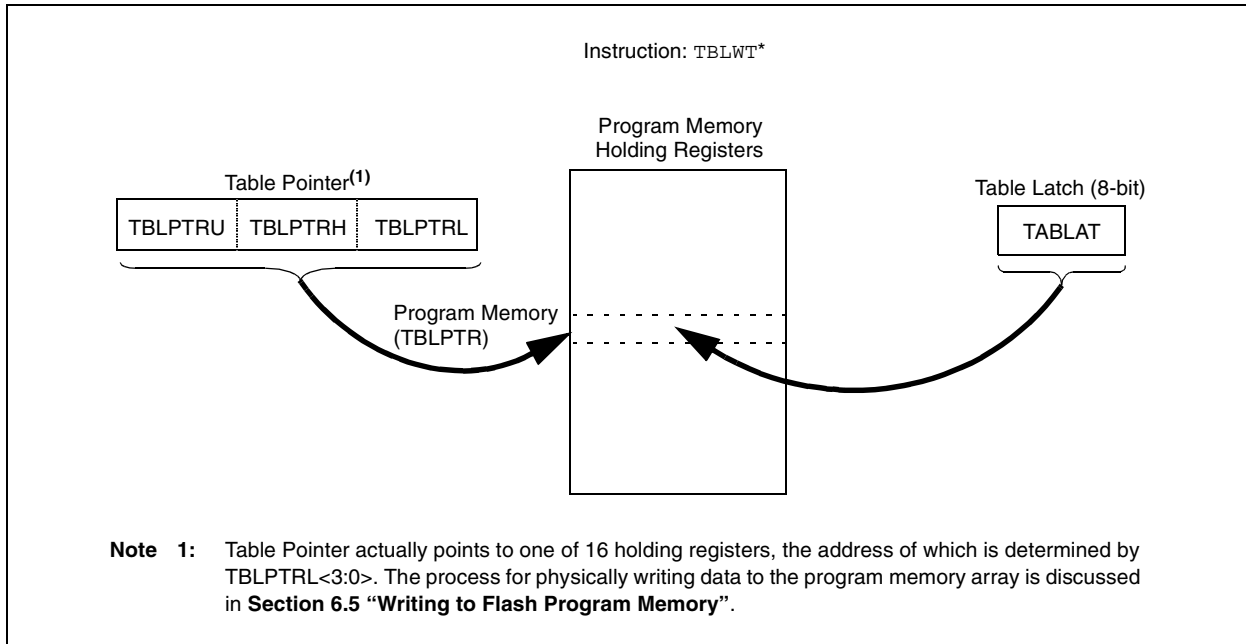 Instruction: TBLWT*
Program Memory
Holding Registers
Table Pointer(1)
Table Latch (8-bit)
TBLPTRU TBLPTRH TBLPTRL
TABLAT
Program Memory
(TBLPTR)
Note 1: Table Pointer actually points to one of 16 holding registers, the address of which is determined by
TBLPTRL<3:0>. The process for physically writing data to the program memory array is discussed
in Section 6.5 “Writing to Flash Program Memory”.